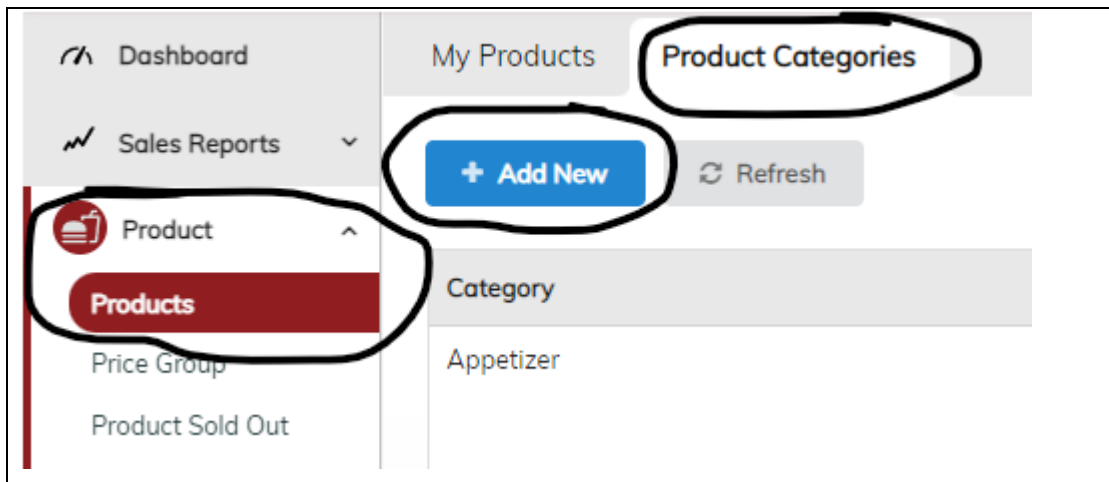 Dashboard
Sales Reports
Product
Products
Price Group
Product Sold Out
My Products
Product Categories
+ Add New
Refresh
Category
Appetizer